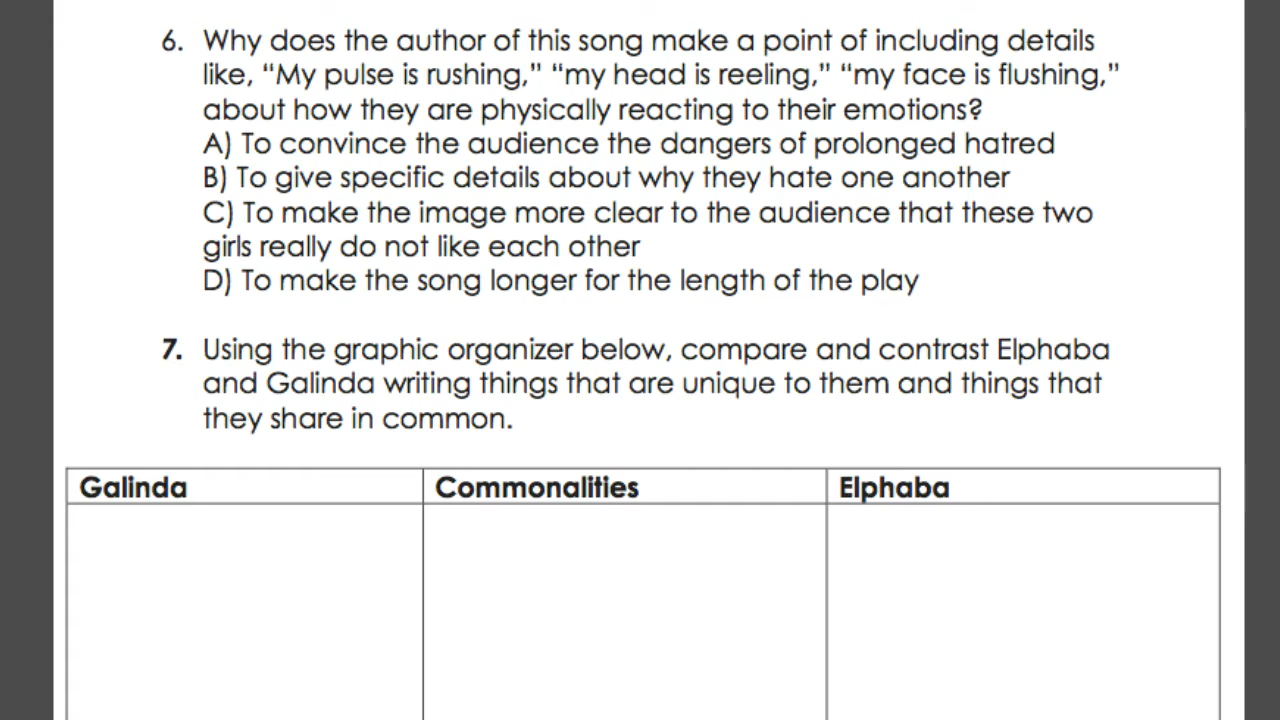 6. Why does the author of this song make a point of including details
like, “My pulse is rushing,” “my head is reeling,” “my face is flushing,”
about how they are physically reacting to their emotions?
A) To convince the audience the dangers of prolonged hatred
B) To give specific details about why they hate one another
C) To make the image more clear to the audience that these two
girls really do not like each other
D) To make the song longer for the length of the play
7. Using the graphic organizer below, compare and contrast Elphaba
and Galinda writing things that are unique to them and things that
they share in common.
Galinda Commonalities Elphaba